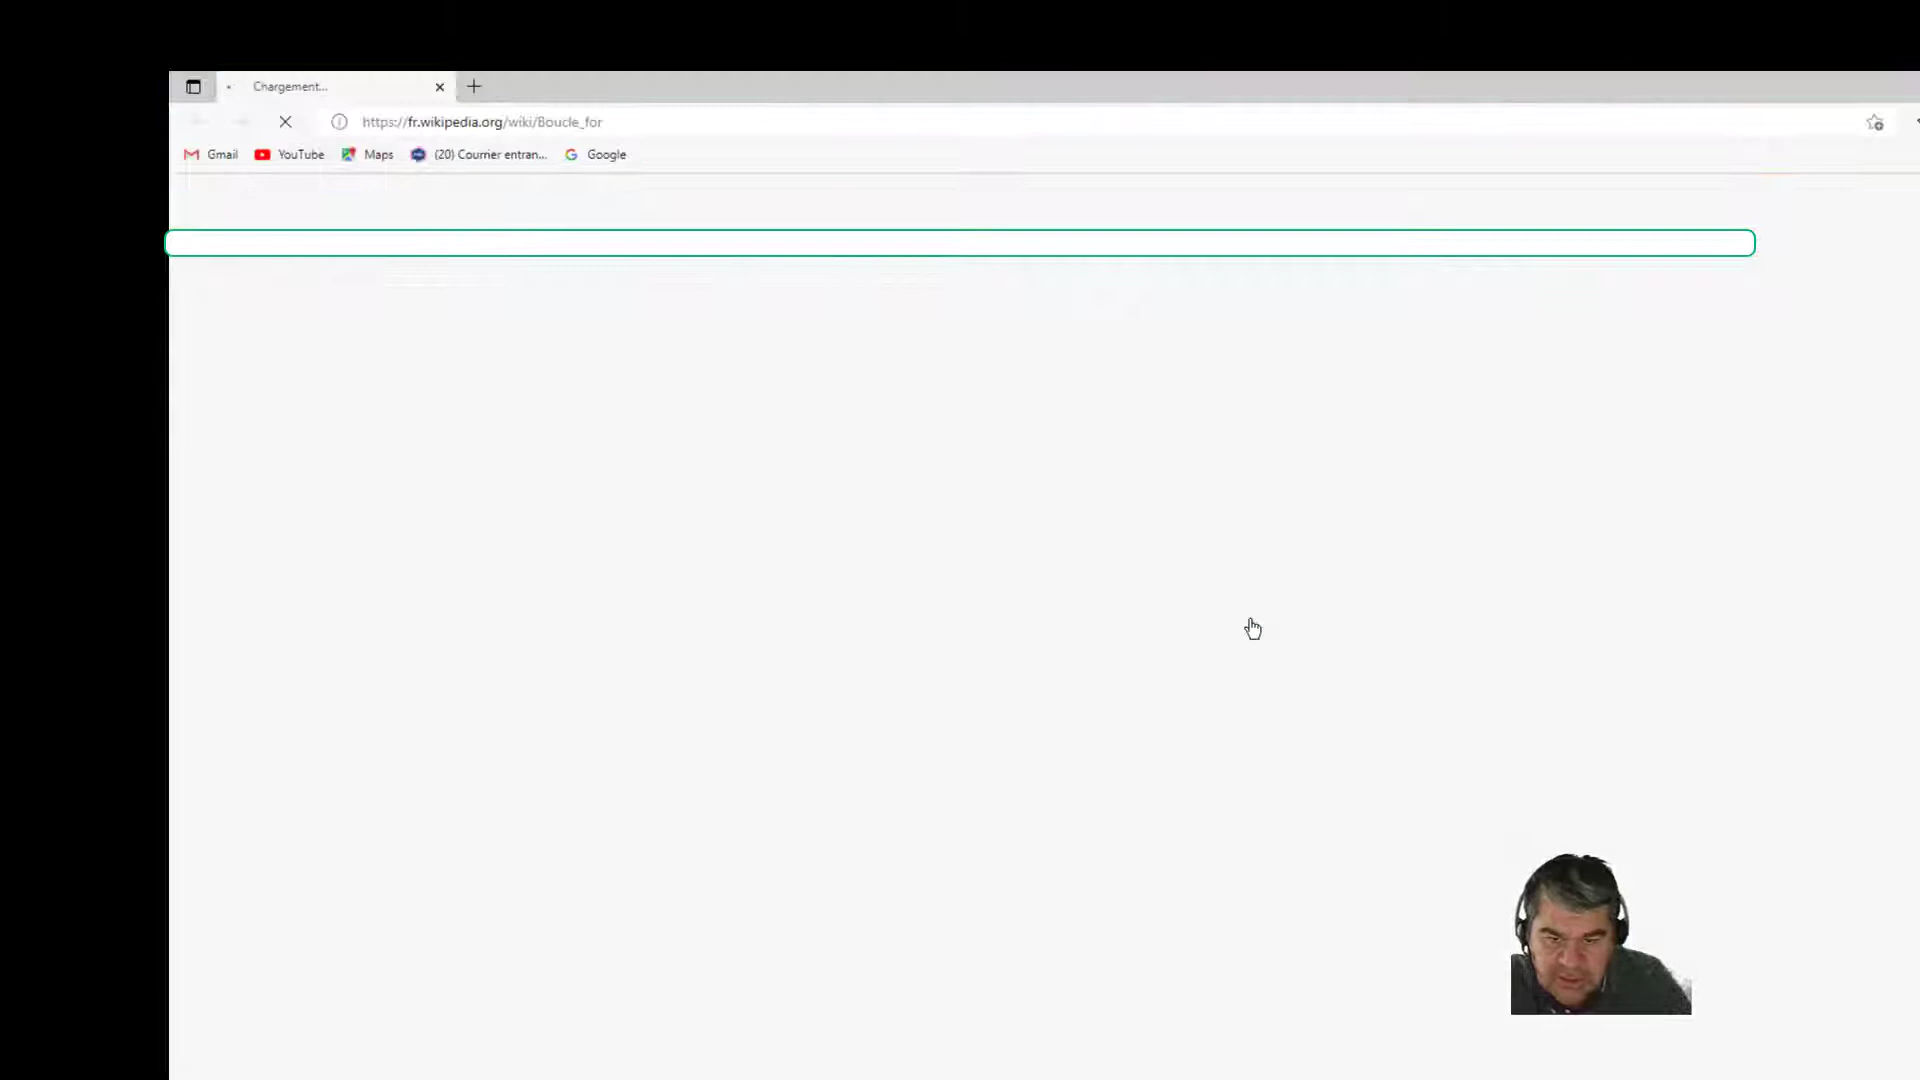 Chargement...
https://fr.wikipedia.org/wiki/Boucle_for
Gmail YouTube Maps (20) Courrier entran... Google